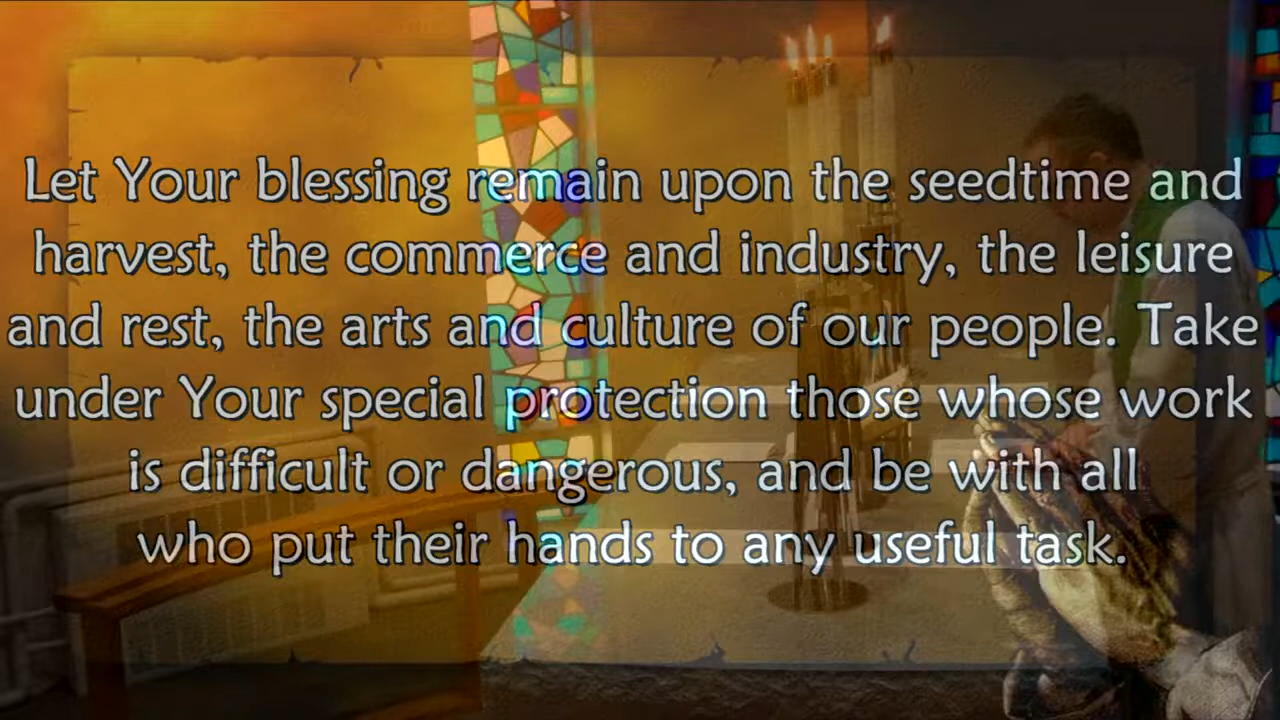 Let Your blessing remain upon the seedtime and
harvest, the commerce and industry, the leisure
and rest, the arts and culture of our people. Take
under Your special protection those whose work
is difficult or dangerous, and be with all
who put their hands to any useful task.